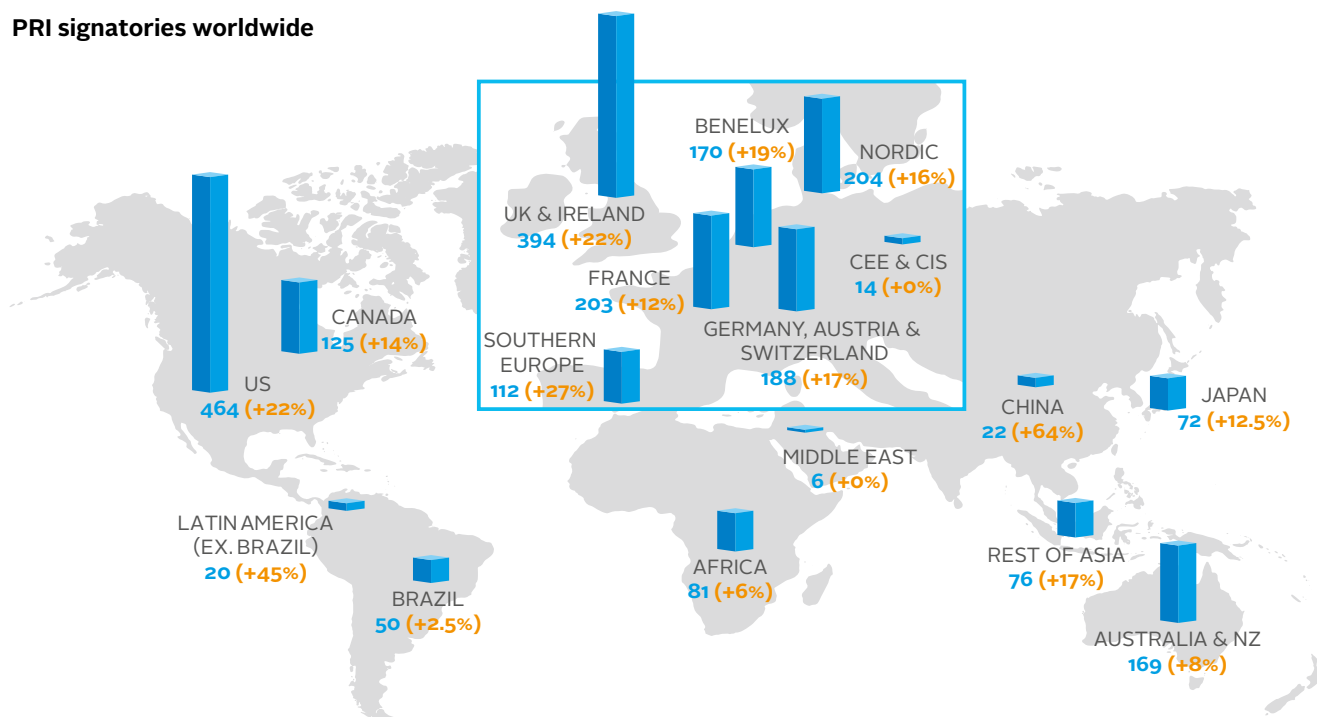 PRI signatories worldwide
BENELUX
170 (+19%)
NORDIC
204 (+16%)
UK & IRELAND
394 (+22%)
CEE & CIS
14 (+0%)
FRANCE
203 (+12%)
CANADA
125 (+14%)
GERMANY, AUSTRIA &
SWITZERLAND
188 (+17%)
SOUTHERN
EUROPE
112 (+27%)
US
464 (+22%)
CHINA
22 (+64%)
JAPAN
72 (+12.5%)
MIDDLE EAST
6 (+0%)
LATIN AMERICA
(EX. BRAZIL)
20 (+45%)
BRAZIL
50 (+2.5%)
AFRICA
81 (+6%)
REST OF ASIA
76 (+17%)
AUSTRALIA & NZ
169 (+8%)